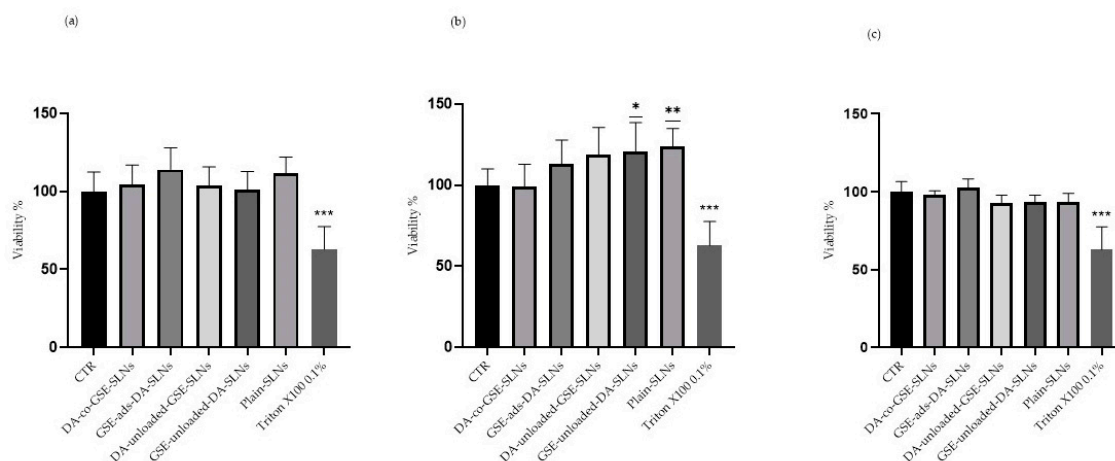 (a)
Viability %
150
100
50
0
***
CTR
DA-co-GSE-SLNs
GSE-ads-DA-SLNs
DA-unloaded-GSE-SLNs
GSE-unloaded-DA-SLNs
Plain-SLNs
Triton X100 0.1%
(b)
Viability %
150
100
50
0
*
**
***
CTR
DA-co-GSE-SLNs
GSE-ads-DA-SLNs
DA-unloaded-GSE-SLNs
GSE-unloaded-DA-SLNs
Plain-SLNs
Triton X100 0.1%
(c)
Viability %
150
100
50
0
***
CTR
DA-co-GSE-SLNs
GSE-ads-DA-SLNs
DA-unloaded-GSE-SLNs
GSE-unloaded-DA-SLNs
Plain-SLNs
Triton X100 0.1%